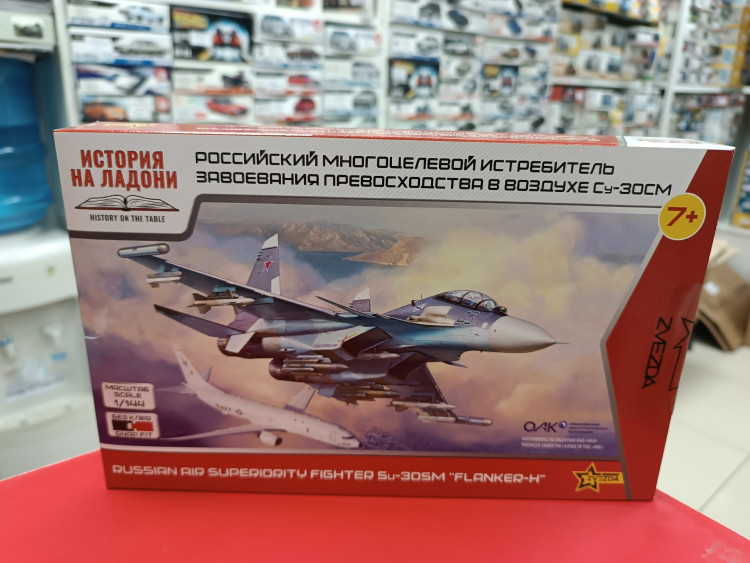 ИСТОРИЯ
НА ЛАДОНИ
HISTORY ON THE TABLE
РОССИЙСКИЙ МНОГОЦЕЛЕВОЙ ИСТРЕБИТЕЛЬ
ЗАВОЕВАНИЯ ПРЕВОСХОДСТВА В ВОЗДУХЕ Су-30СМ
7+
ZVEZDA
МАСШТАБ
SCALE
1/144
БЕЗ КЛЕЯ
SNAP FIT
NAVY
ОАК
RUSSIAN AIR SUPERIORITY FIGHTER Su-30SM "FLANKER-H"
ZVEZDA